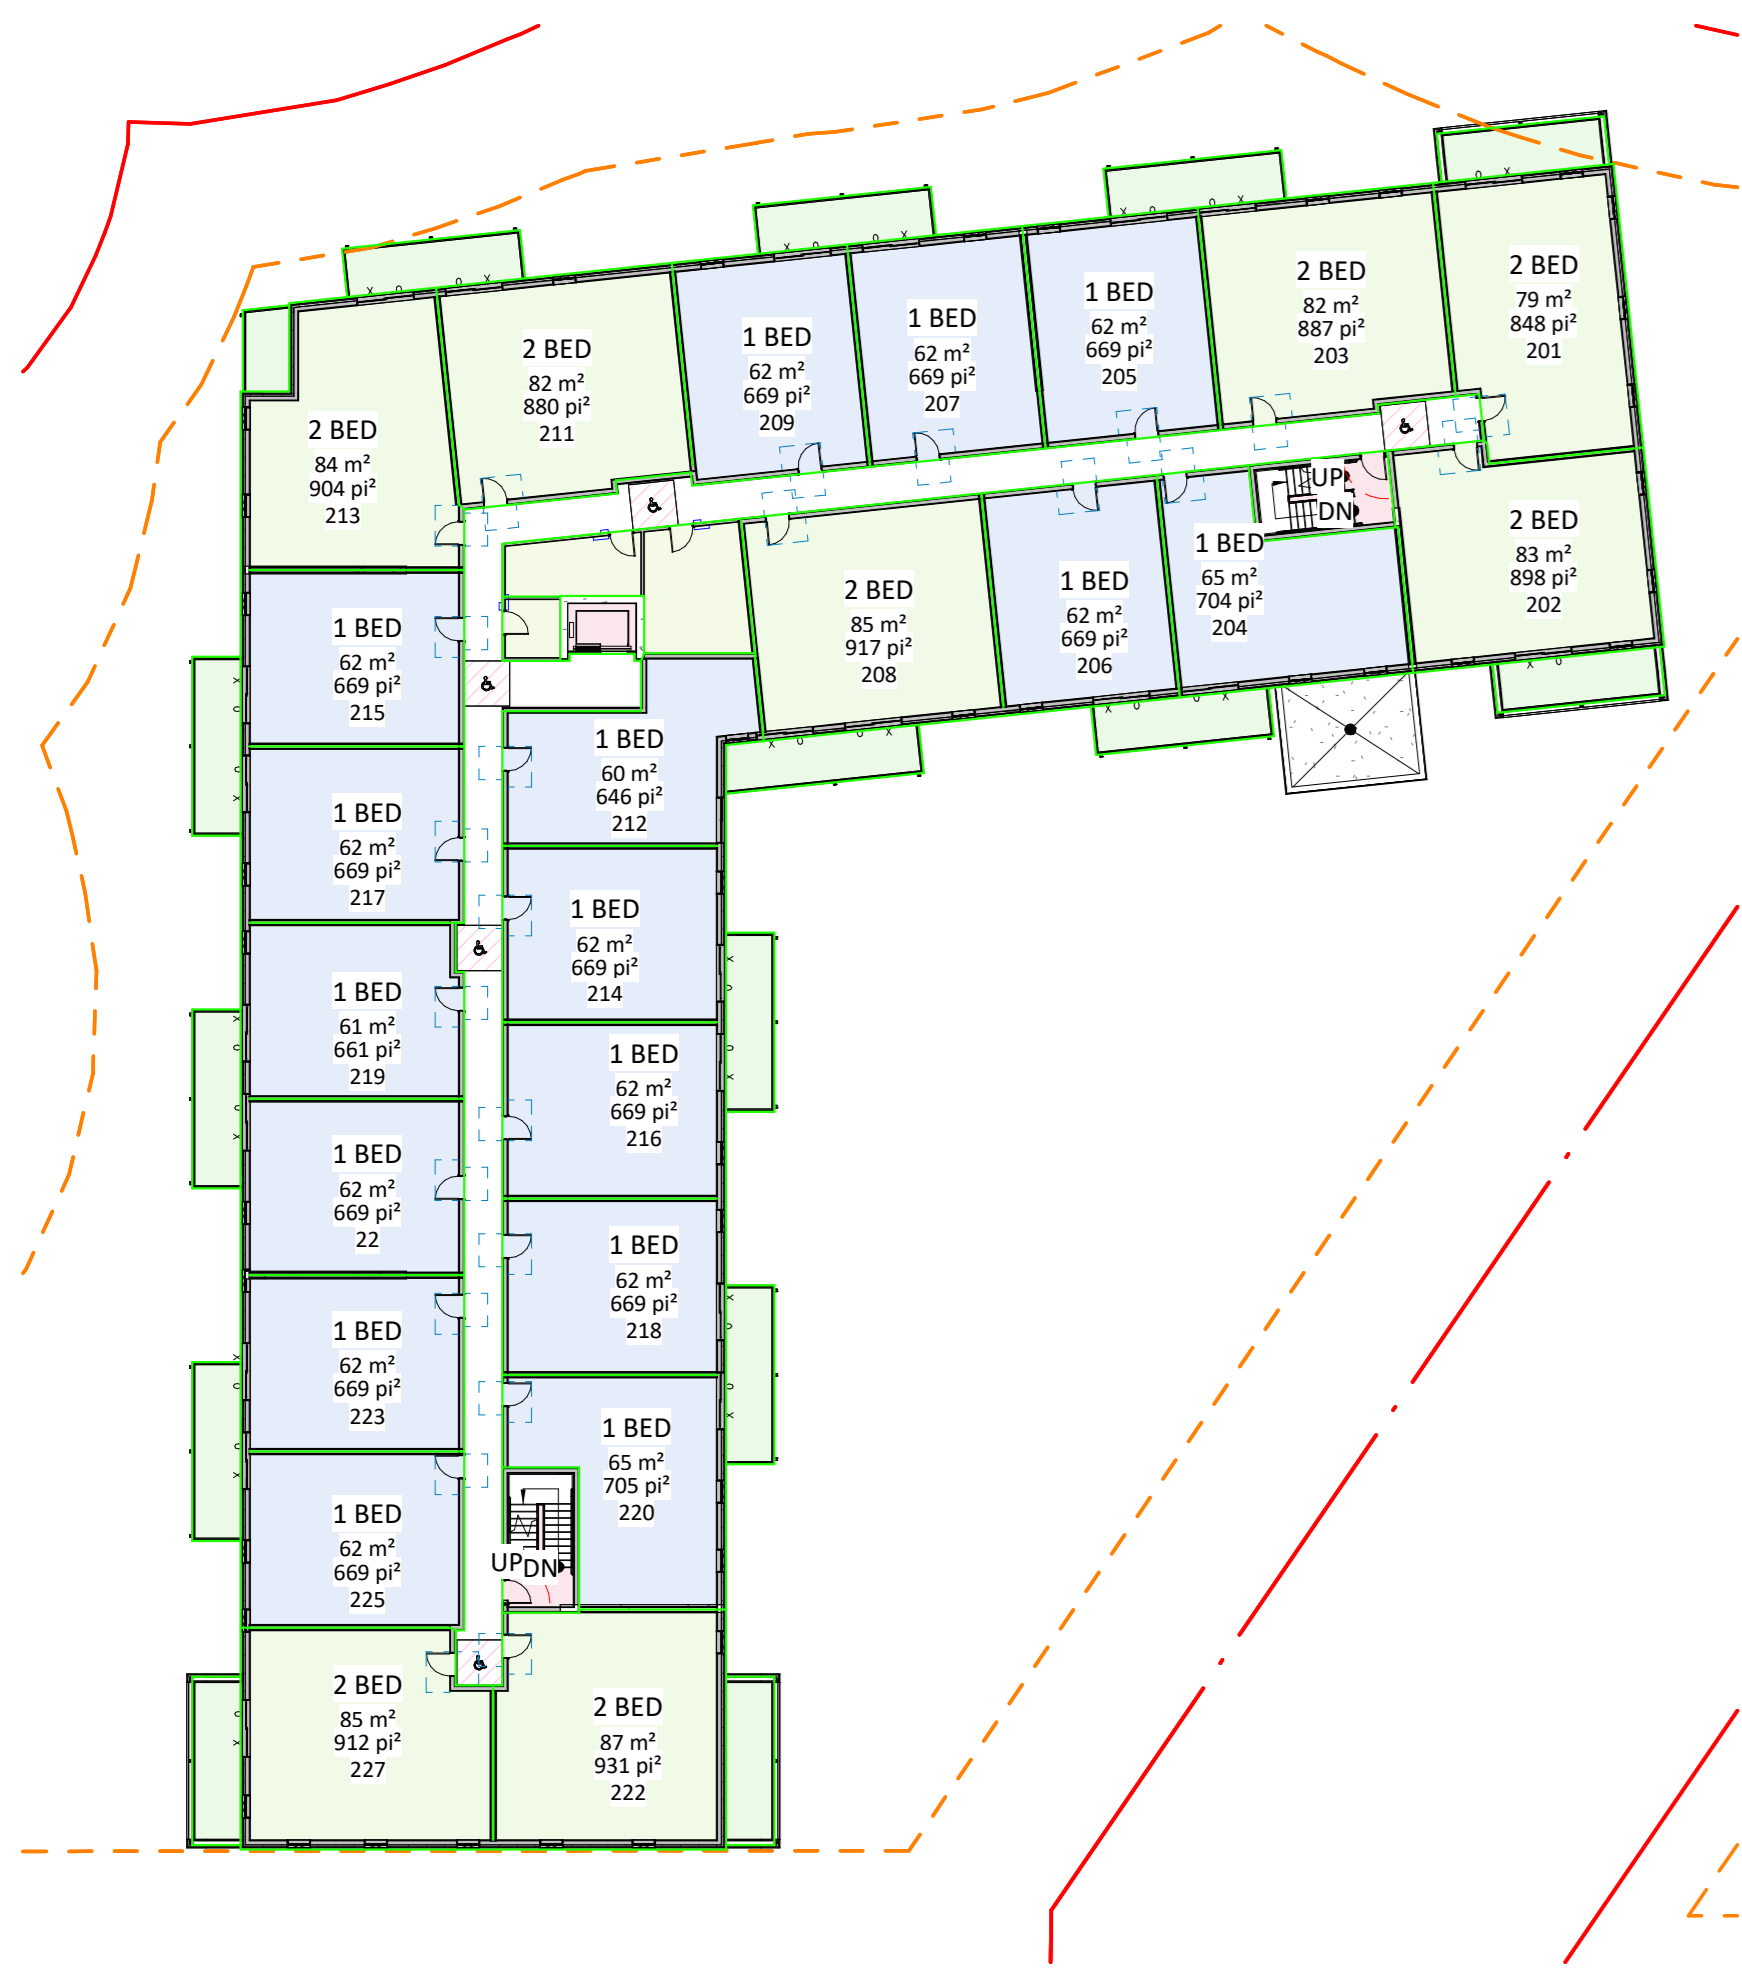 2 BED
79 m²
848 pi²
201
2 BED
82 m²
887 pi²
203
1 BED
62 m²
669 pi²
205
1 BED
62 m²
669 pi²
207
1 BED
62 m²
669 pi²
209
2 BED
82 m²
880 pi²
211
2 BED
84 m²
904 pi²
213
UP
DN
2 BED
83 m²
898 pi²
202
1 BED
65 m²
704 pi²
204
1 BED
62 m²
669 pi²
206
2 BED
85 m²
917 pi²
208
1 BED
62 m²
669 pi²
215
1 BED
60 m²
646 pi²
212
1 BED
62 m²
669 pi²
217
1 BED
62 m²
669 pi²
214
1 BED
61 m²
661 pi²
219
1 BED
62 m²
669 pi²
216
1 BED
62 m²
669 pi²
22
1 BED
62 m²
669 pi²
218
1 BED
62 m²
669 pi²
223
1 BED
65 m²
705 pi²
220
1 BED
62 m²
669 pi²
225
UP
DN
2 BED
85 m²
912 pi²
227
2 BED
87 m²
931 pi²
222